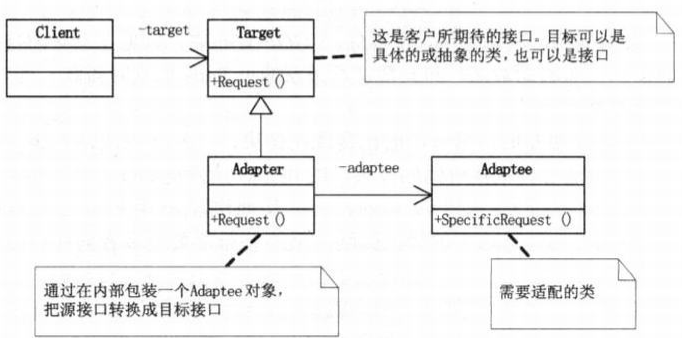 Client
-target
Target
+Request()
这是客户所期待的接口。目标可以是
具体的或抽象的类，也可以是接口
Adapter
+Request()
-adaptee
Adaptee
+SpecificRequest()
通过在内部包装一个Adaptee对象，
把源接口转换成目标接口
需要适配的类